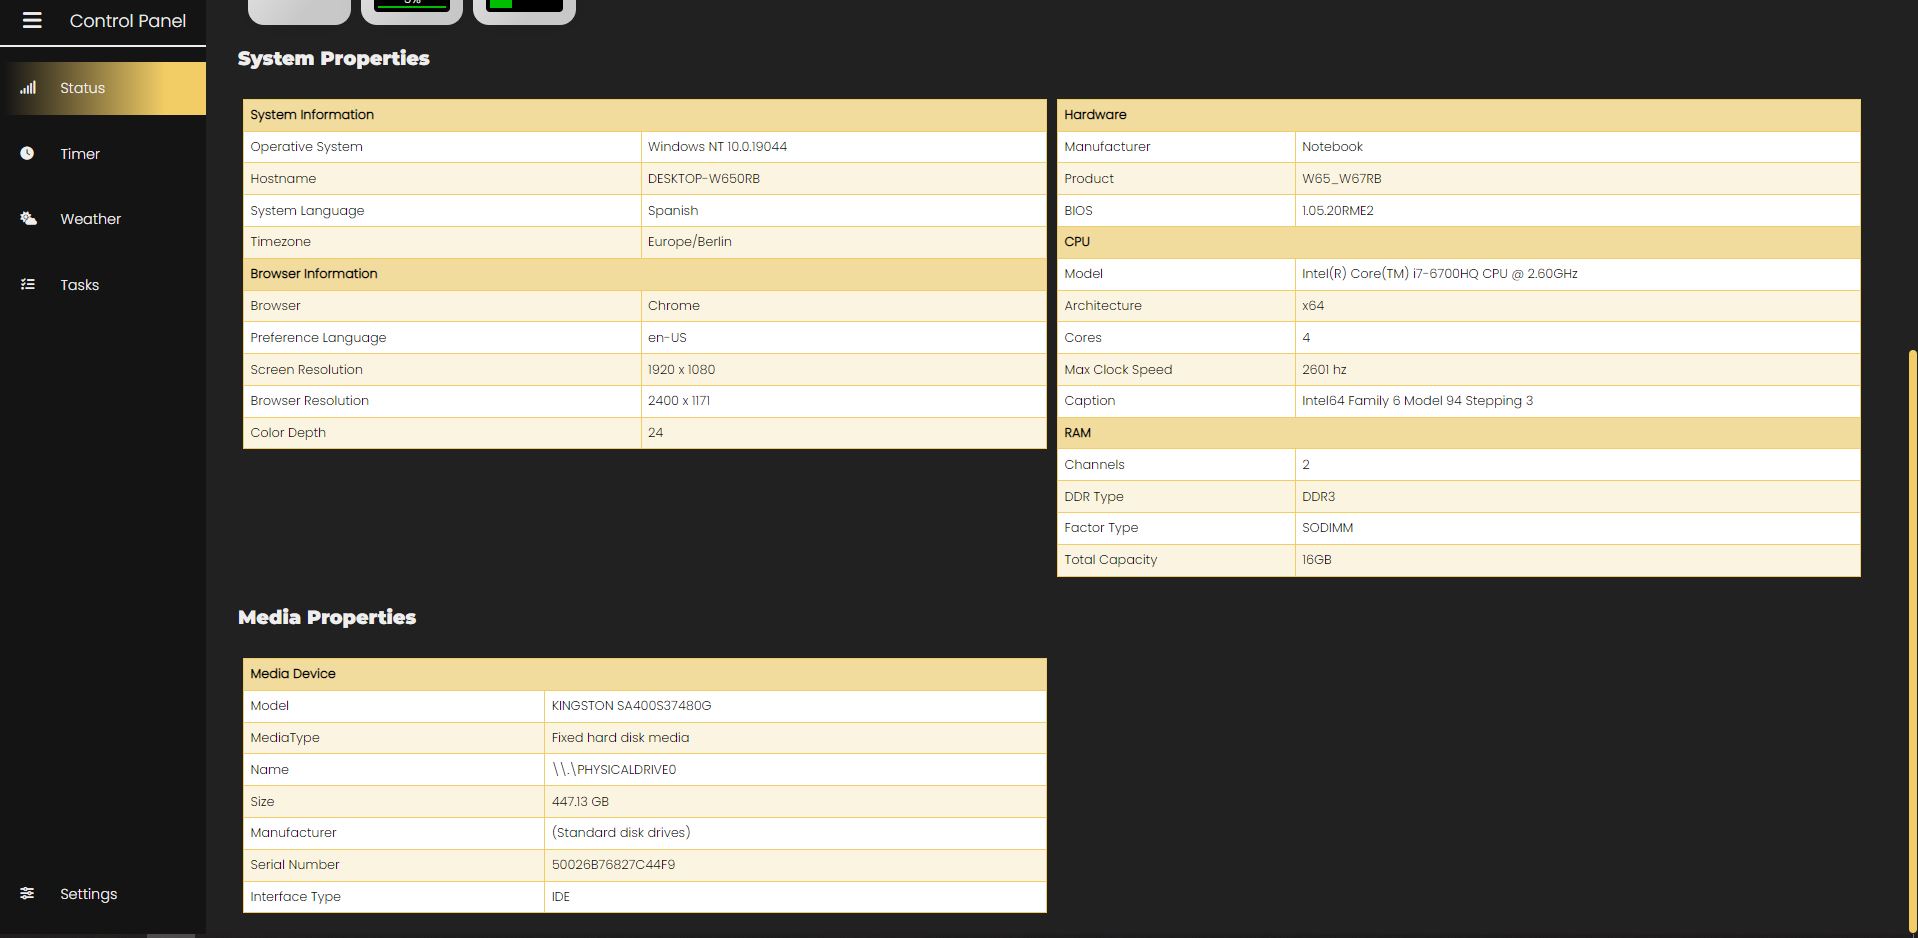 Control Panel
Status
Timer
Weather
Tasks
Settings
System Properties
System Information
Operative System Windows NT 10.0.19044
Hostname DESKTOP-W650RB
System Language Spanish
Timezone Europe/Berlin
Browser Information
Browser Chrome
Preference Language en-US
Screen Resolution 1920 x 1080
Browser Resolution 2400 x 1171
Color Depth 24
Hardware
Manufacturer Notebook
Product W65_W67RB
BIOS 1.05.20RME2
CPU
Model Intel(R) Core(TM) i7-6700HQ CPU @ 2.60GHz
Architecture x64
Cores 4
Max Clock Speed 2601 hz
Caption Intel64 Family 6 Model 94 Stepping 3
RAM
Channels 2
DDR Type DDR3
Factor Type SODIMM
Total Capacity 16GB
Media Properties
Media Device
Model KINGSTON SA400S37480G
MediaType Fixed hard disk media
Name \\.\PHYSICALDRIVE0
Size 447.13 GB
Manufacturer (Standard disk drives)
Serial Number 50026B76827C44F9
Interface Type IDE